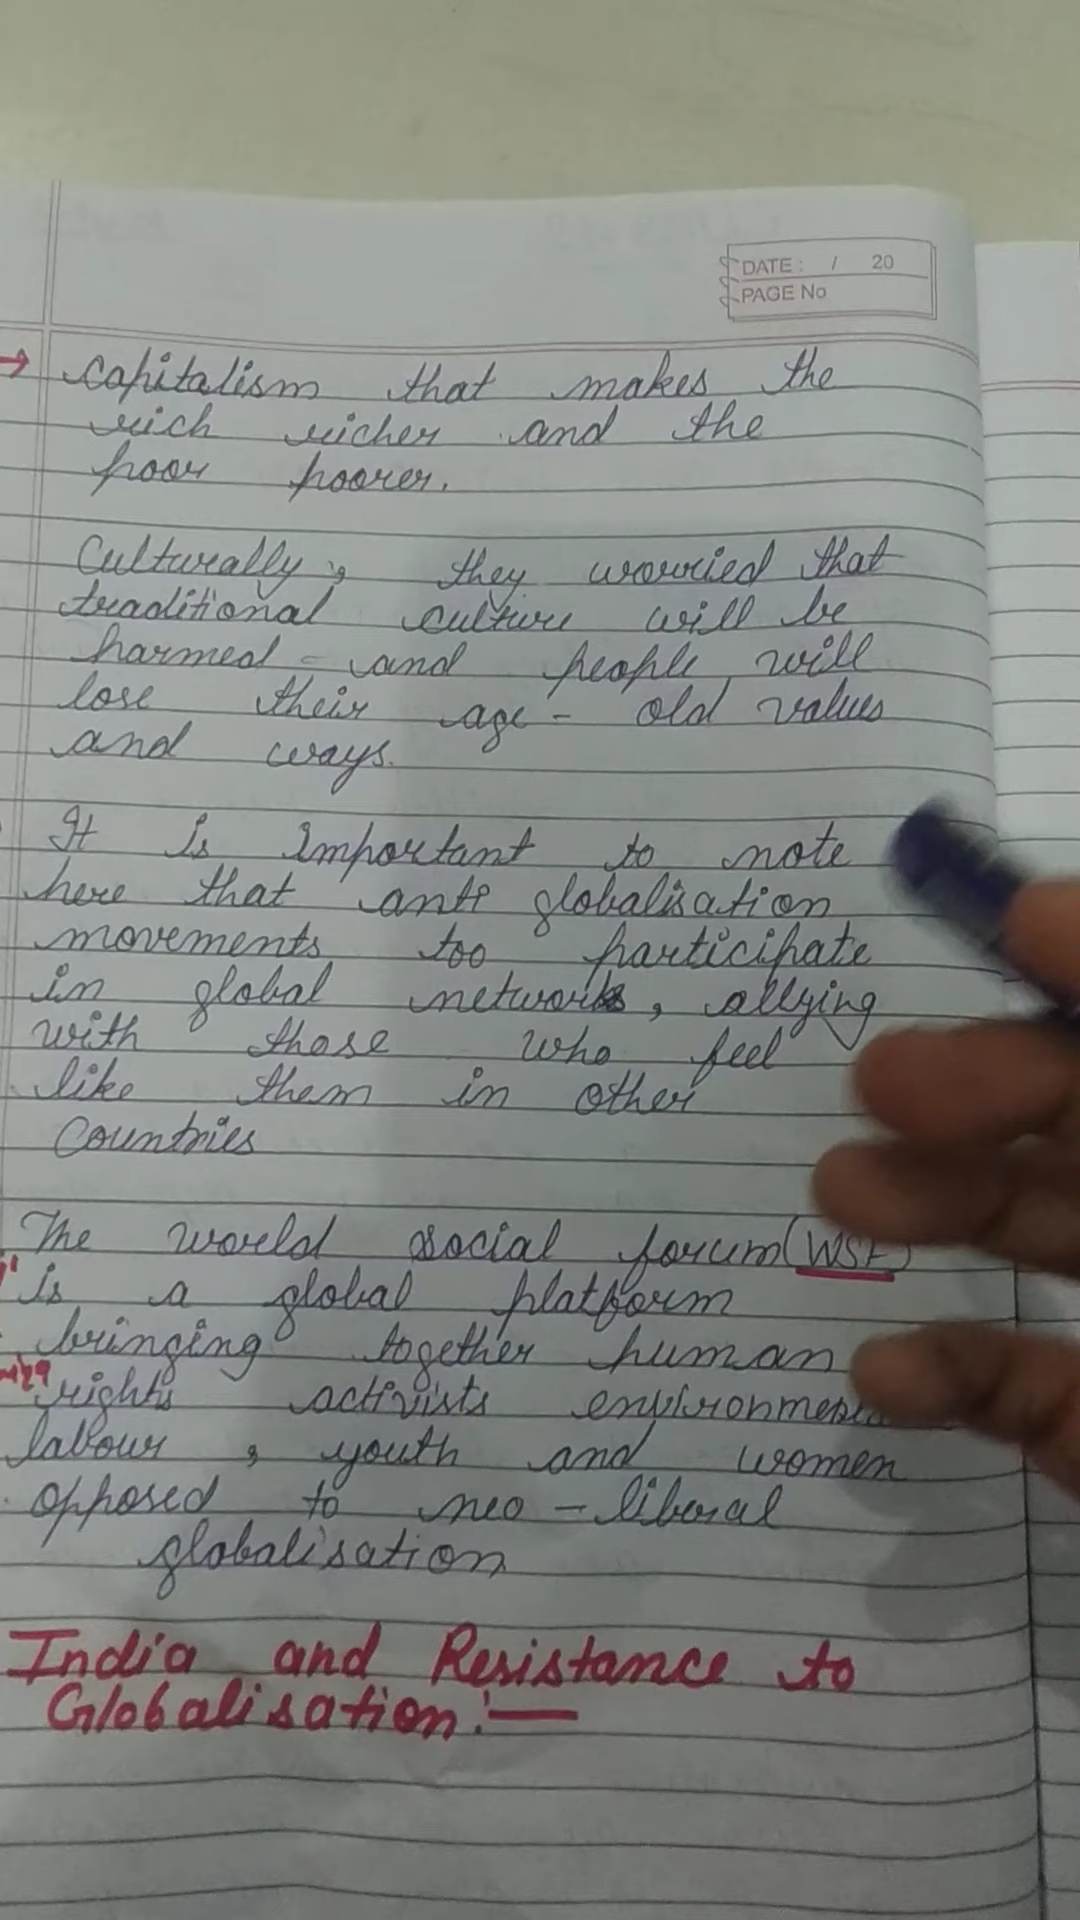 DATE: / 20
PAGE No
→ capitalism that makes the
rich richer and the
poor poorer.
Culturally, they worried that
traditional culture will be
harmed - and people will
lose their age - old values
and ways.
It is Important to note
here that anti globalisation
movements too participate
in global networks, allying
with those who feel
like them in other
Countries
The world social forum (WSF)
is a global platform
bringing together human
rights activists
labour, youth and women
opposed to neo - liberal
globalisation
India and Resistance to
Globalisation:—